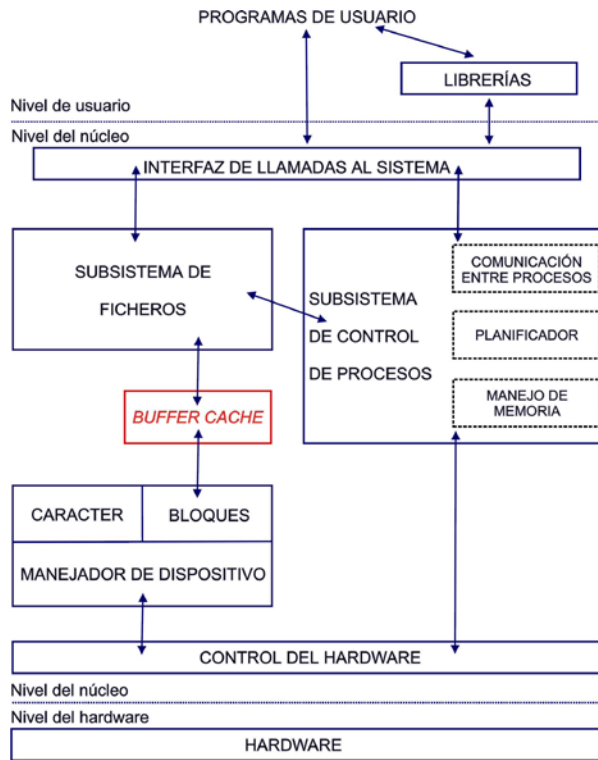 PROGRAMAS DE USUARIO
LIBRERÍAS
Nivel de usuario
Nivel del núcleo
INTERFAZ DE LLAMADAS AL SISTEMA
SUBSISTEMA DE
FICHEROS
SUBSISTEMA
DE CONTROL
DE PROCESOS
COMUNICACIÓN
ENTRE PROCESOS
PLANIFICADOR
MANEJO DE
MEMORIA
BUFFER CACHE
CARACTER
BLOQUES
MANEJADOR DE DISPOSITIVO
CONTROL DEL HARDWARE
Nivel del núcleo
Nivel del hardware
HARDWARE